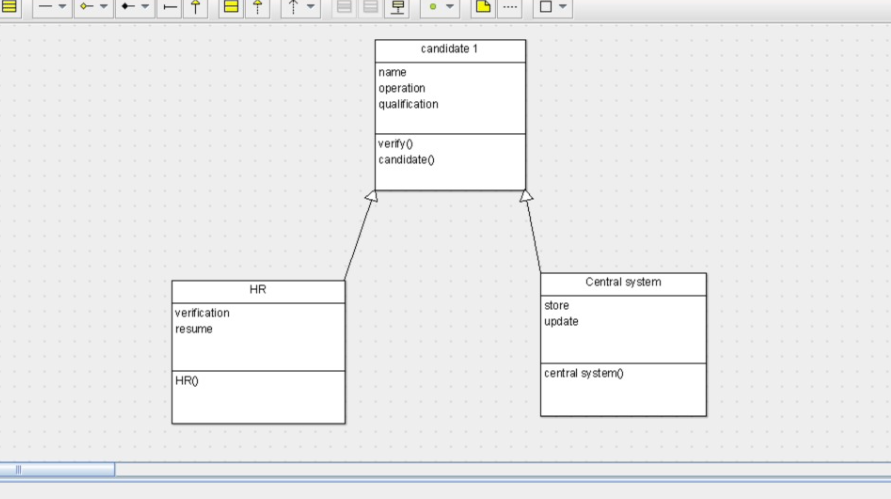 candidate 1
name
operation
qualification
verify()
candidate()
HR
verification
resume
HR()
Central system
store
update
central system()